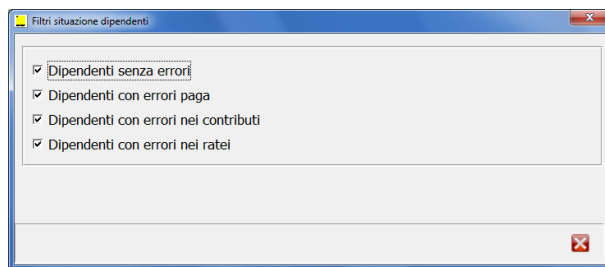 Filtri situazione dipendenti
Dipendenti senza errori
Dipendenti con errori paga
Dipendenti con errori nei contributi
Dipendenti con errori nei ratei